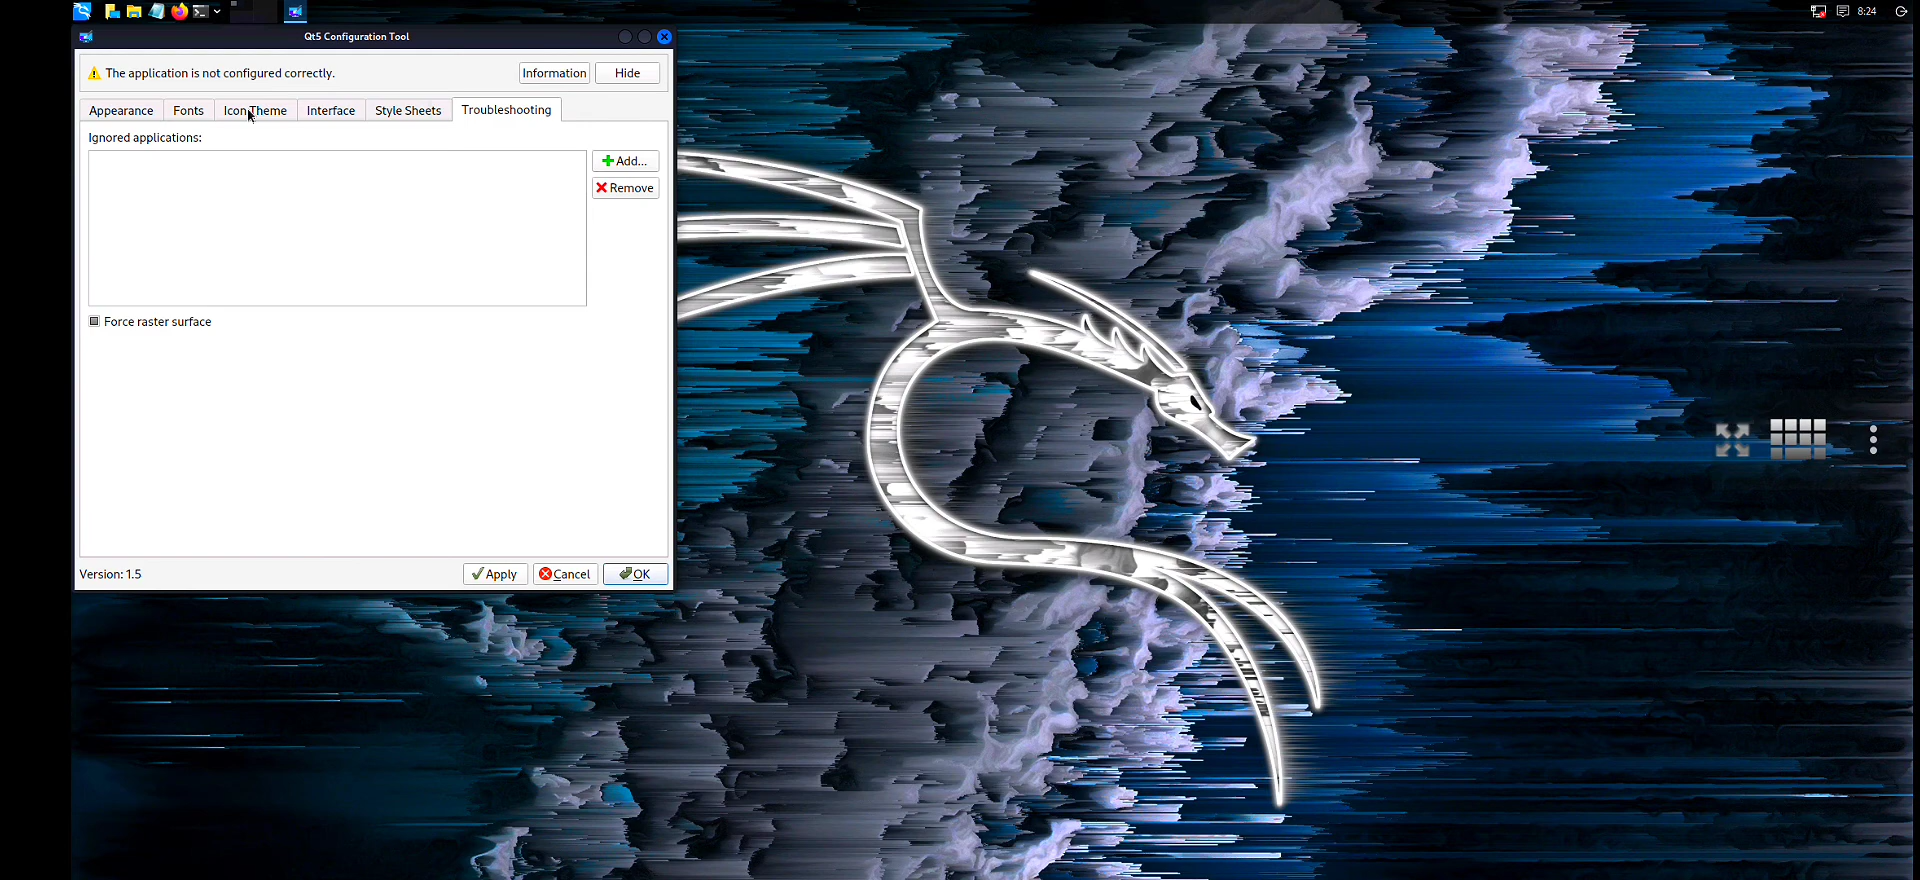 8:24
Qt5 Configuration Tool
The application is not configured correctly.
Information
Hide
Appearance
Fonts
Icon Theme
Interface
Style Sheets
Troubleshooting
Ignored applications:
Add...
Remove
Force raster surface
Version: 1.5
Apply
Cancel
OK